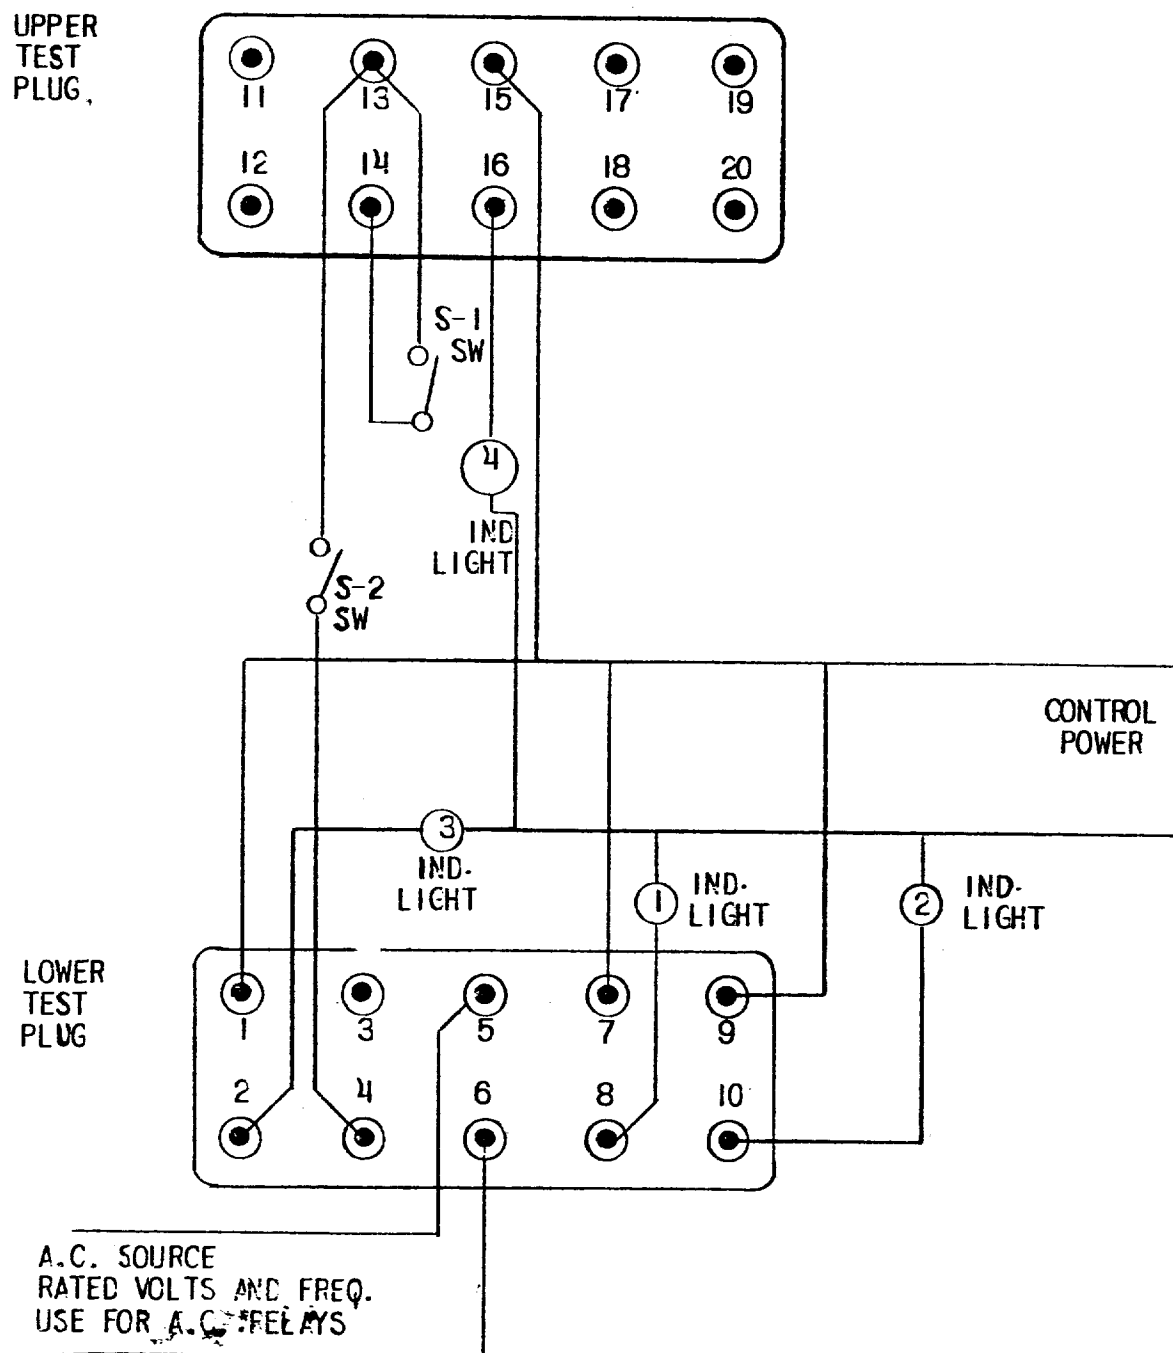 UPPER
TEST
PLUG.
11 13 15 17 19
12 14 16 18 20
S-1
SW
4
IND
LIGHT
S-2
SW
CONTROL
POWER
3
IND.
LIGHT
1
IND.
LIGHT
2
IND.
LIGHT
LOWER
TEST
PLUG
1 3 5 7 9
2 4 6 8 10
A.C. SOURCE
RATED VOLTS AND FREQ.
USE FOR A.C. RELAYS